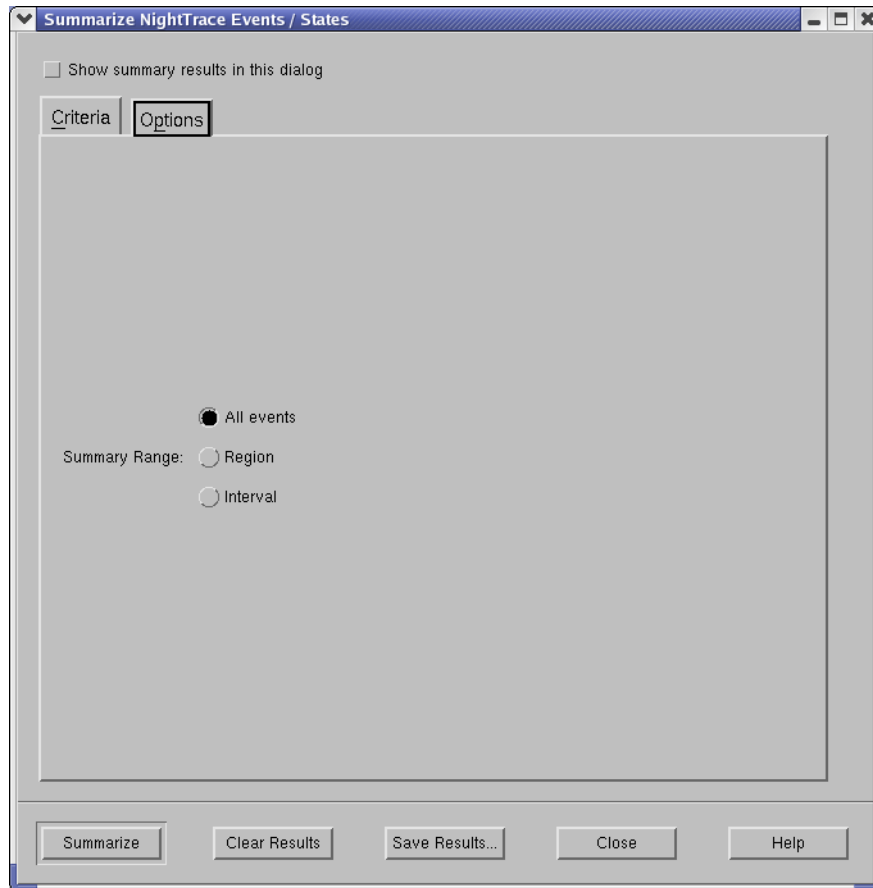 Summarize NightTrace Events / States
Show summary results in this dialog
Criteria Options
All events
Summary Range: Region
Interval
Summarize Clear Results Save Results... Close Help